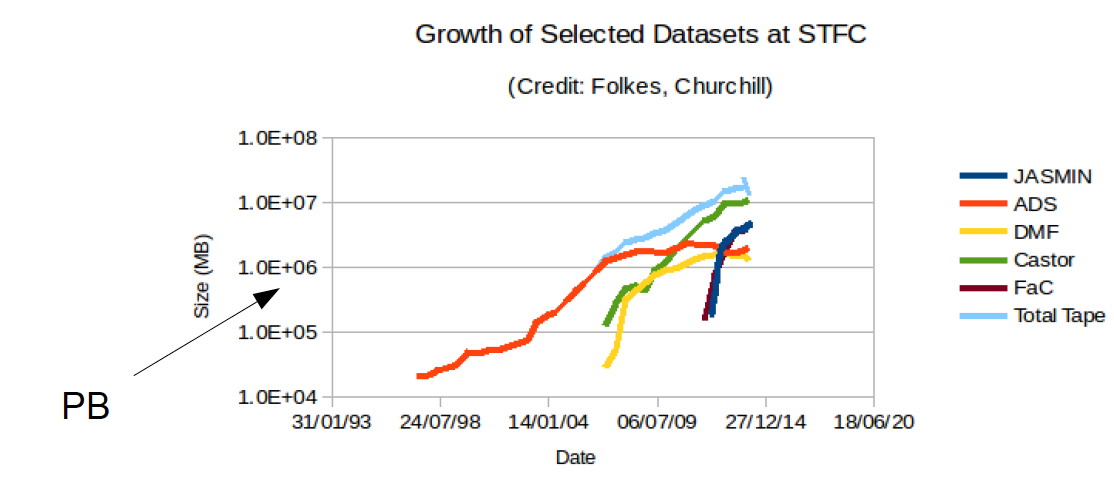 Growth of Selected Datasets at STFC
(Credit: Folkes, Churchill)
1.0E+08
1.0E+07
1.0E+06
1.0E+05
1.0E+04
Size (MB)
PB
31/01/93 24/07/98 14/01/04 06/07/09 27/12/14 18/06/20
Date
JASMIN
ADS
DMF
Castor
FaC
Total Tape